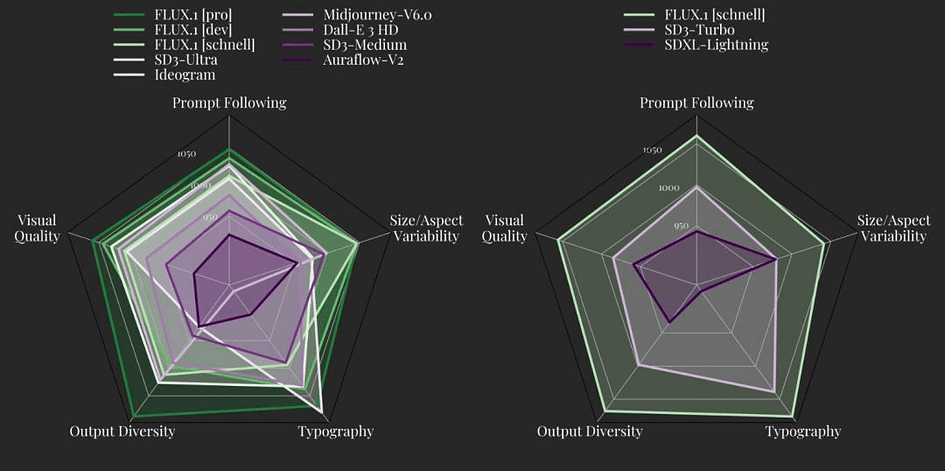 FLUX.1 [pro]
FLUX.1 [dev]
FLUX.1 [schnell]
SD3-Ultra
Ideogram
Midjourney-V6.0
Dall-E 3 HD
SD3-Medium
Auraflow-V2
Prompt Following
1050
950
Visual
Quality
Size/Aspect
Variability
Output Diversity
Typography
FLUX.1 [schnell]
SD3-Turbo
SDXL-Lightning
Prompt Following
1050
1000
950
Visual
Quality
Size/Aspect
Variability
Output Diversity
Typography